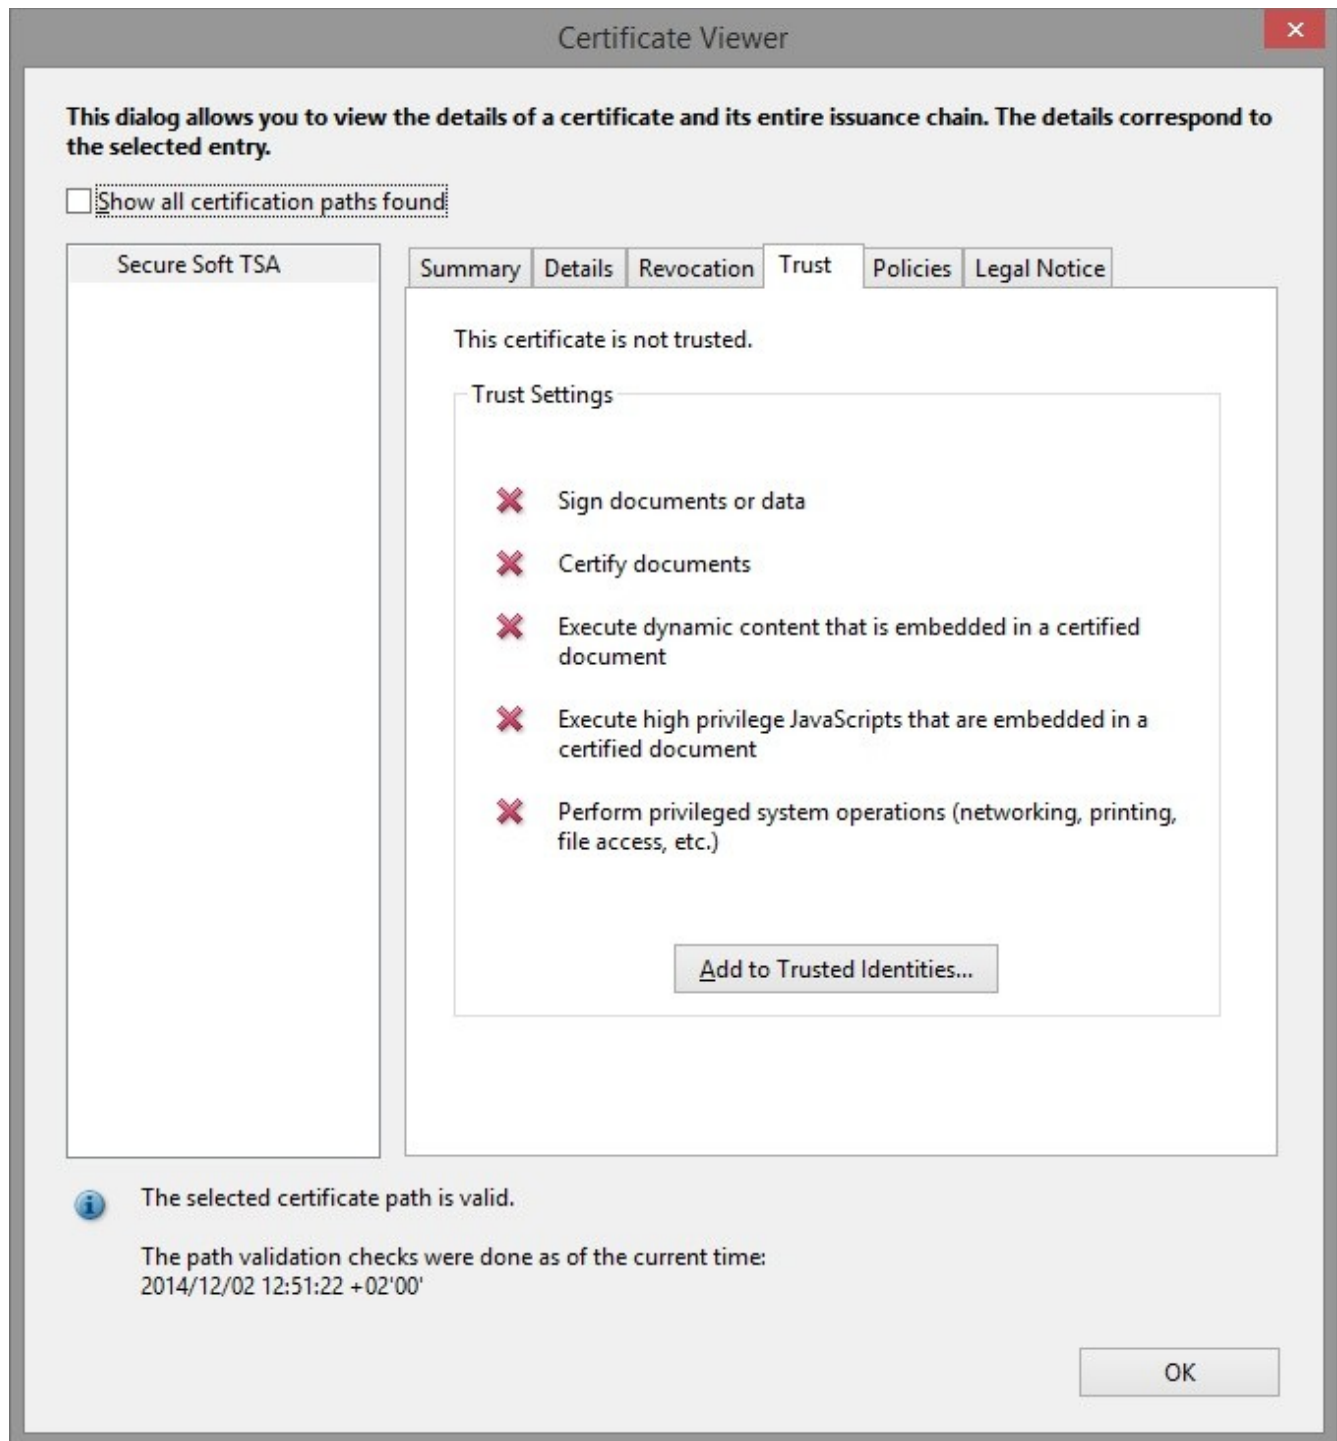 Certificate Viewer
This dialog allows you to view the details of a certificate and its entire issuance chain. The details correspond to
the selected entry.
Show all certification paths found
Secure Soft TSA
Summary Details Revocation Trust Policies Legal Notice
This certificate is not trusted.
Trust Settings
Sign documents or data
Certify documents
Execute dynamic content that is embedded in a certified
document
Execute high privilege JavaScripts that are embedded in a
certified document
Perform privileged system operations (networking, printing,
file access, etc.)
Add to Trusted Identities...
The selected certificate path is valid.
The path validation checks were done as of the current time:
2014/12/02 12:51:22 +02'00'
OK